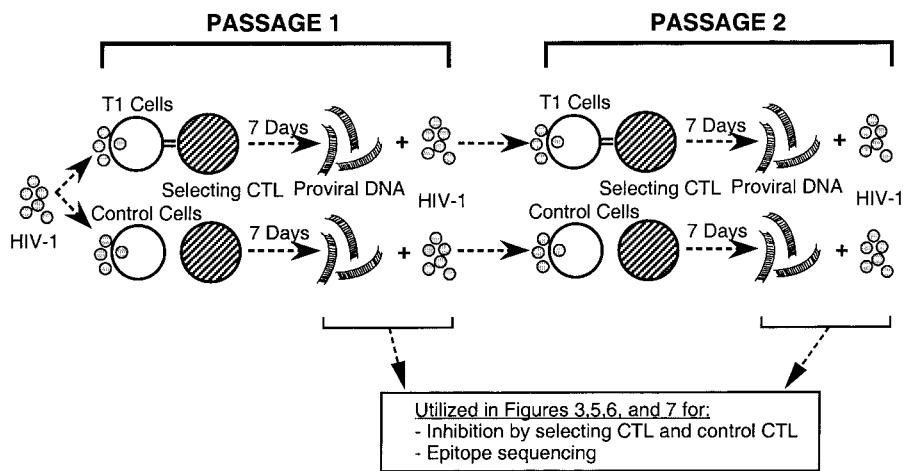 PASSAGE 1
PASSAGE 2
T1 Cells
7 Days
+
T1 Cells
7 Days
+
Selecting CTL
Proviral DNA
HIV-1
Selecting CTL
Proviral DNA
HIV-1
HIV-1
Control Cells
7 Days
+
Control Cells
7 Days
+
Utilized in Figures 3,5,6, and 7 for:
- Inhibition by selecting CTL and control CTL
- Epitope sequencing